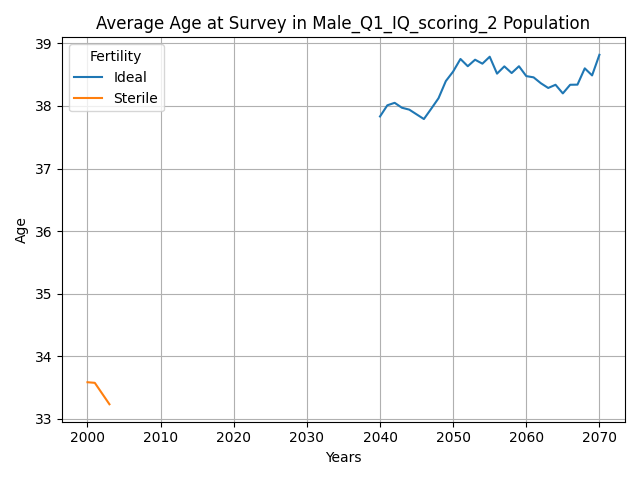 Average Age at Survey in Male_Q1_IQ_scoring_2 Population
Fertility
Ideal
Sterile
39
38
37
36
35
34
33
Age
2000 2010 2020 2030 2040 2050 2060 2070
Years